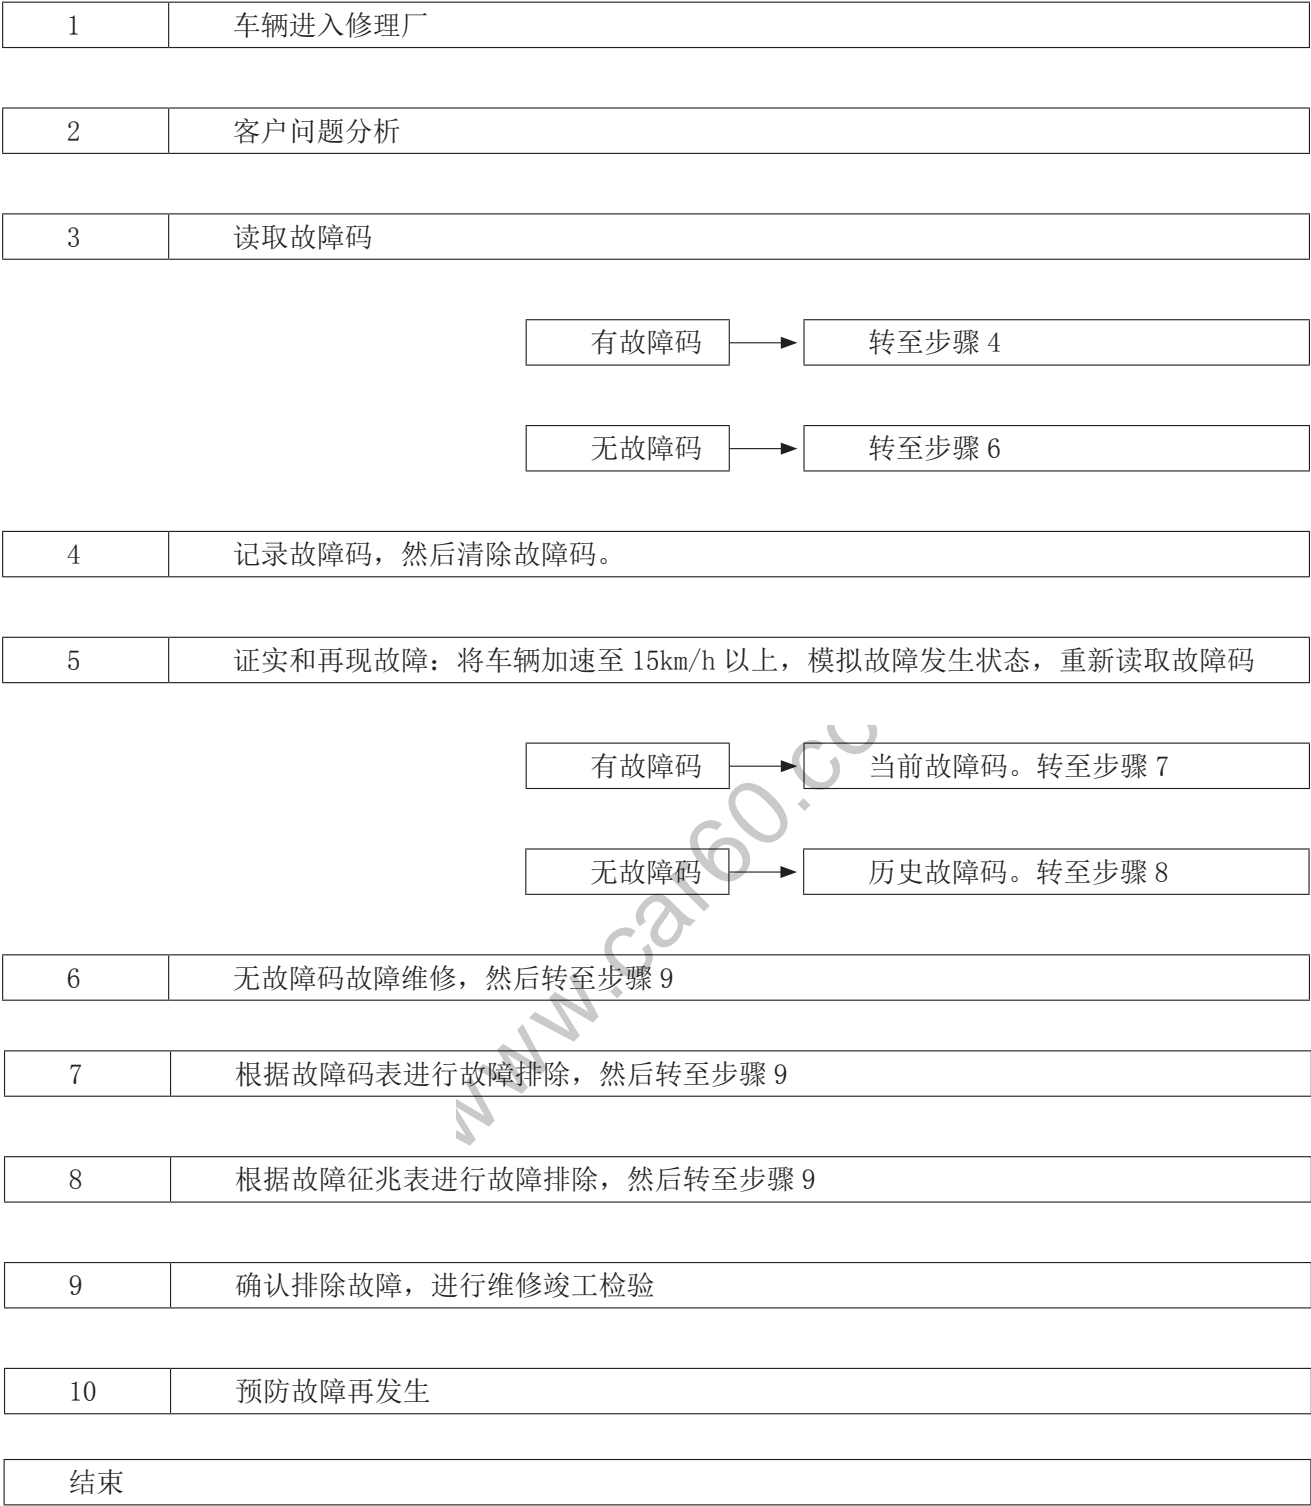 1 车辆进入修理厂
2 客户问题分析
3 读取故障码
有故障码 转至步骤 4
无故障码 转至步骤 6
4 记录故障码，然后清除故障码。
5 证实和再现故障：将车辆加速至 15km/h 以上，模拟故障发生状态，重新读取故障码
有故障码 当前故障码。转至步骤 7
无故障码 历史故障码。转至步骤 8
6 无故障码故障维修，然后转至步骤 9
7 根据故障码表进行故障排除，然后转至步骤 9
8 根据故障征兆表进行故障排除，然后转至步骤 9
9 确认排除故障，进行维修竣工检验
10 预防故障再发生
结束
www.car60.co